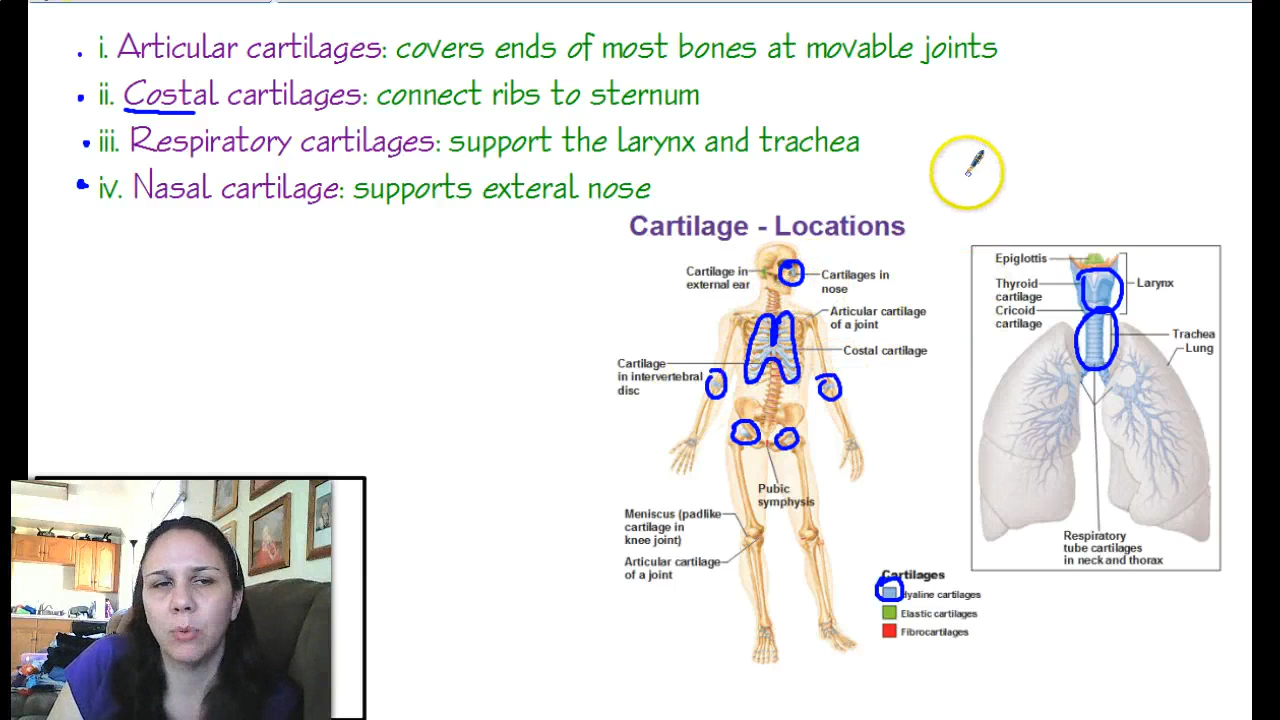 i. Articular cartilages: covers ends of most bones at movable joints
ii. Costal cartilages: connect ribs to sternum
iii. Respiratory cartilages: support the larynx and trachea
iv. Nasal cartilage: supports exteral nose
Cartilage - Locations
Cartilage in
external ear
Cartilages in
nose
Articular cartilage
of a joint
Costal cartilage
Cartilage
in intervertebral
disc
Pubic
symphysis
Meniscus (padlike
cartilage in
knee joint)
Articular cartilage
of a joint
Cartilages
yaline cartilages
Elastic cartilages
Fibrocartilages
Epiglottis
Thyroid
cartilage
Cricoid
cartilage
Larynx
Trachea
Lung
Respiratory
tube cartilages
in neck and thorax